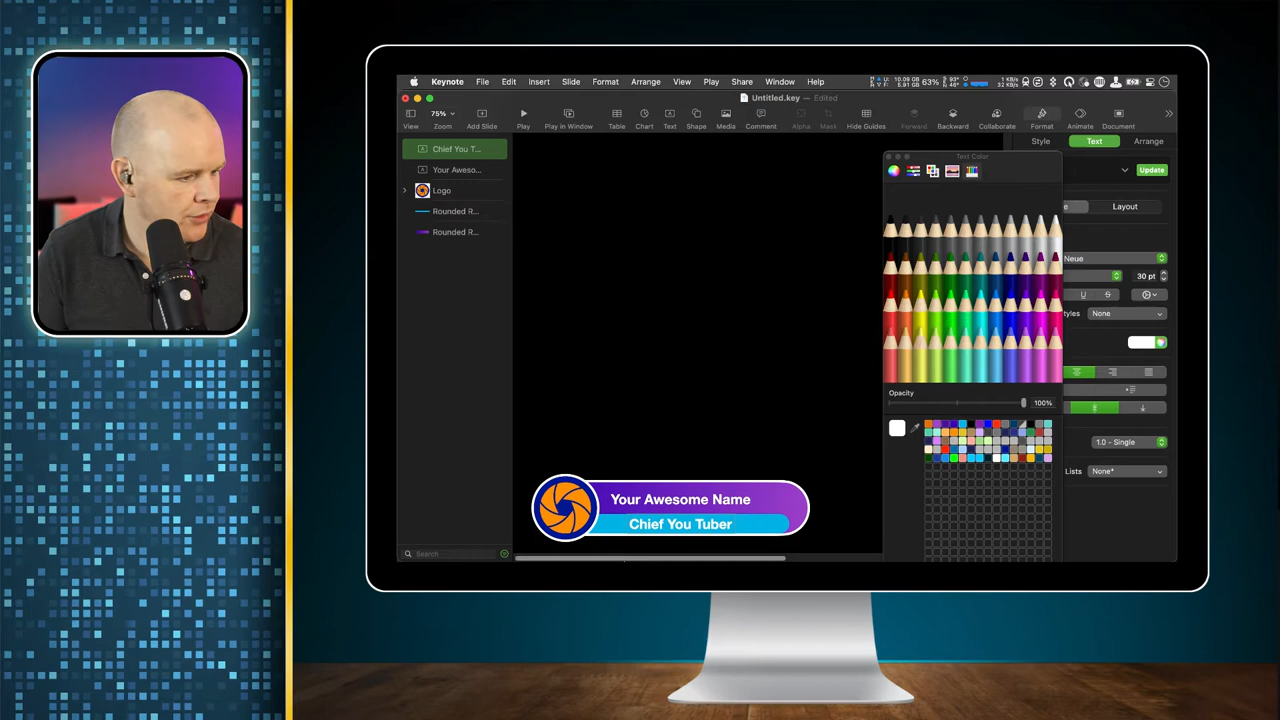 Keynote File Edit Insert Format Slide Arrange View Play Share Window Help 63%
Untitled.key — Edited
75%
View Zoom Add Slide Play Play in Window Table Chart Text Shape Media Comment Alpha Mask Hide Guides Forward Backward Collaborate Format Animate Document
Style Text Arrange
Chief You T...
Your Aweso...
Logo
Rounded R...
Rounded R...
Search
Text Color
Opacity
100%
Update
Layout
Neue
30 pt
U S
tyles None
1.0 - Single
Lists None*
Your Awesome Name
Chief You Tuber